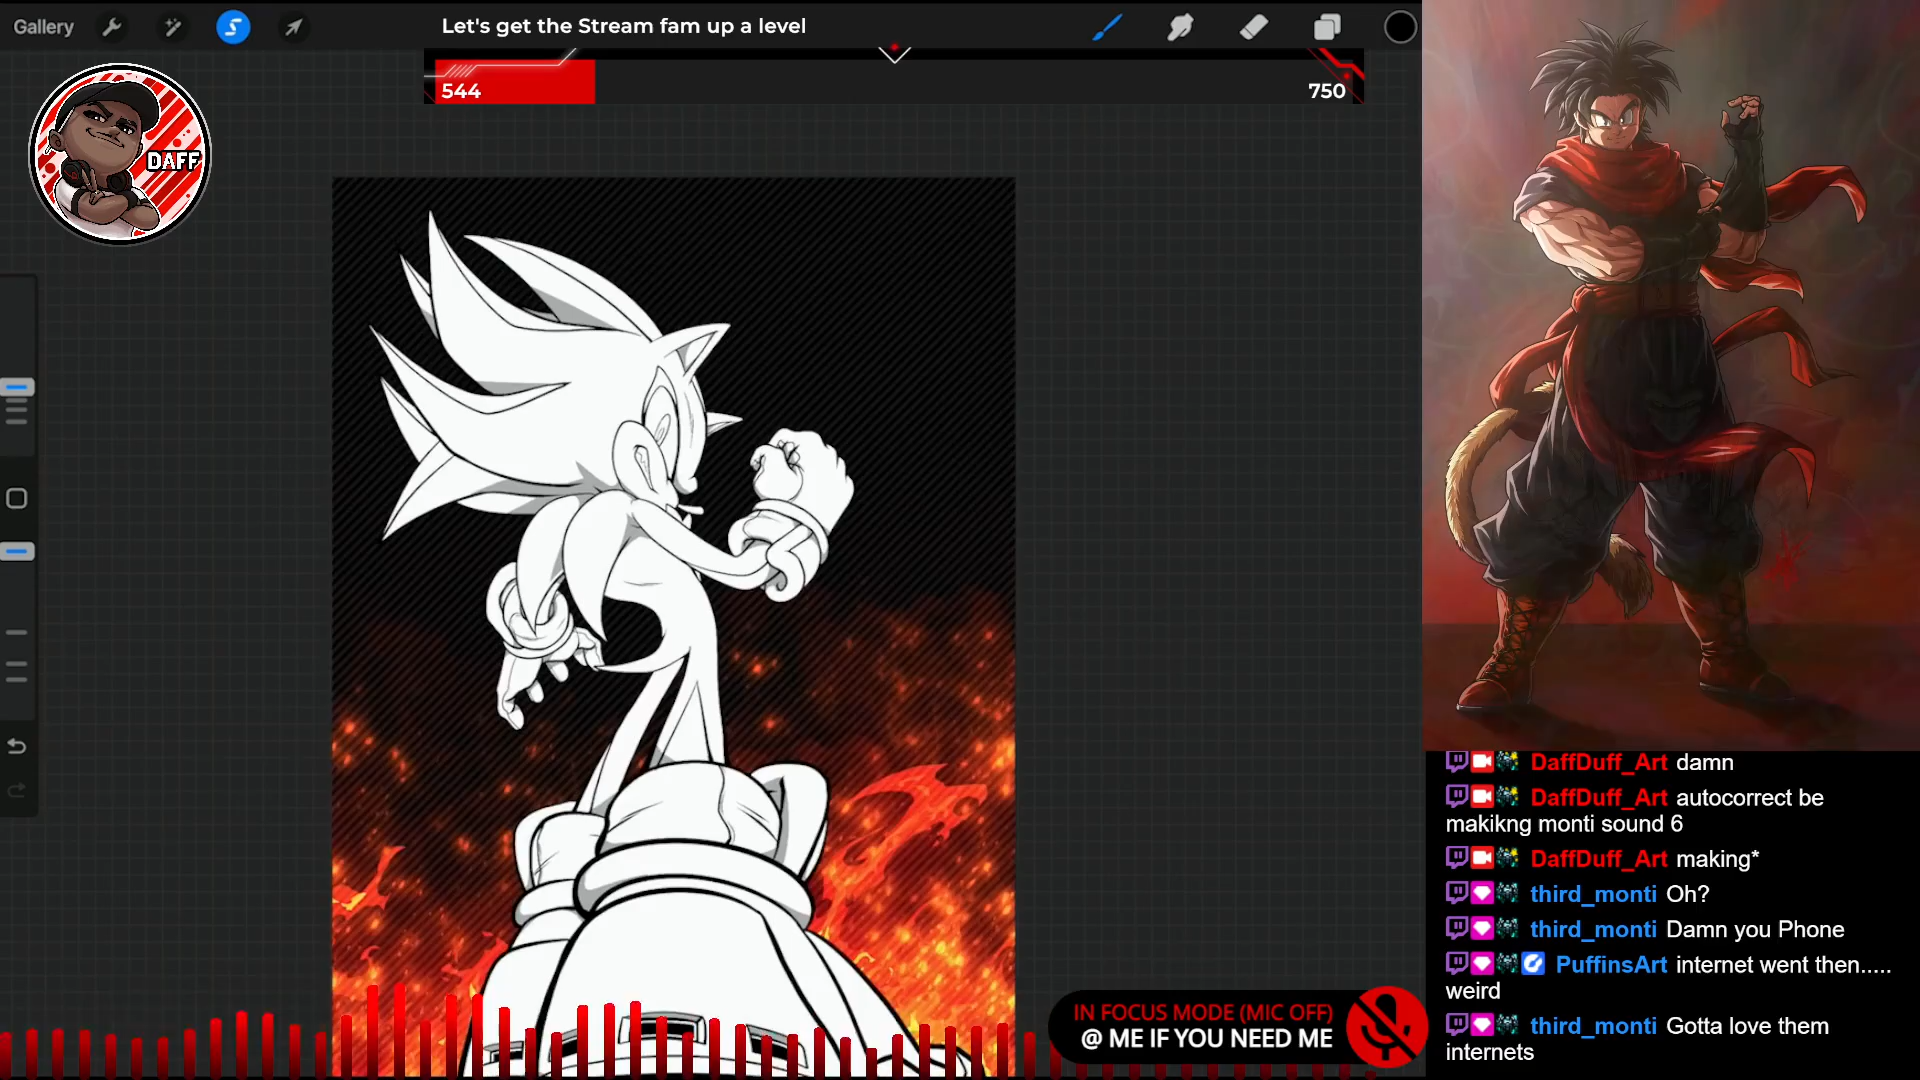 Gallery
Let's get the Stream fam up a level
544
750
DAFF
DaffDuff_Art damn
DaffDuff_Art autocorrect be
makikng monti sound 6
DaffDuff_Art making*
third_monti Oh?
third_monti Damn you Phone
PuffinsArt internet went then.....
weird
third_monti Gotta love them
internets
IN FOCUS MODE (MIC OFF)
@ ME IF YOU NEED ME